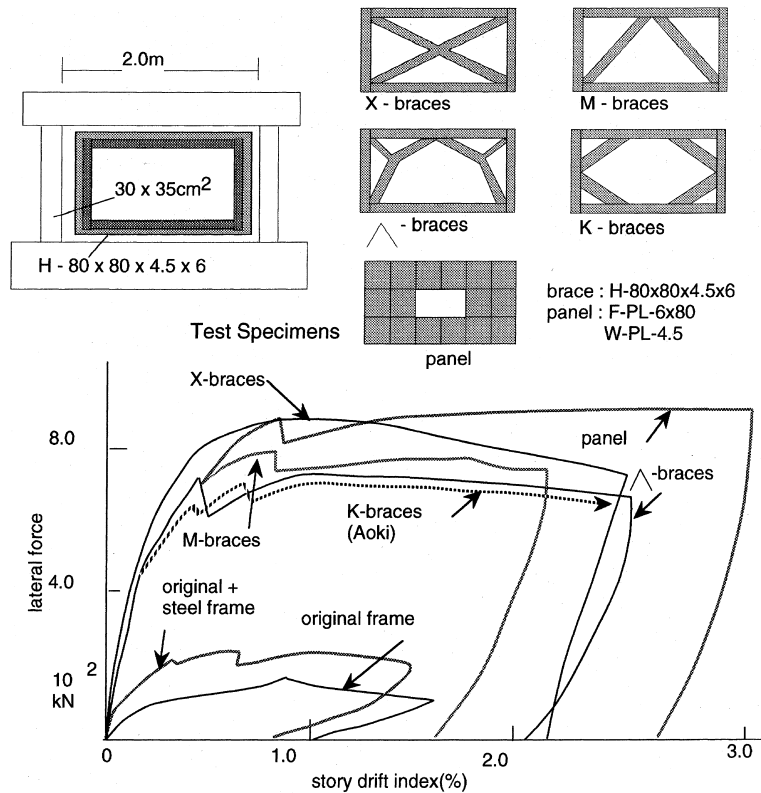 2.0m
30 x 35cm2
H - 80 x 80 x 4.5 x 6
X - braces
M - braces
- braces
K - braces
panel
brace : H-80x80x4.5x6
panel : F-PL-6x80
W-PL-4.5
Test Specimens
X-braces
panel
-braces
K-braces
(Aoki)
M-braces
original +
steel frame
original frame
8.0
4.0
lateral force
10 2
kN
0
1.0
2.0
3.0
story drift index(%)